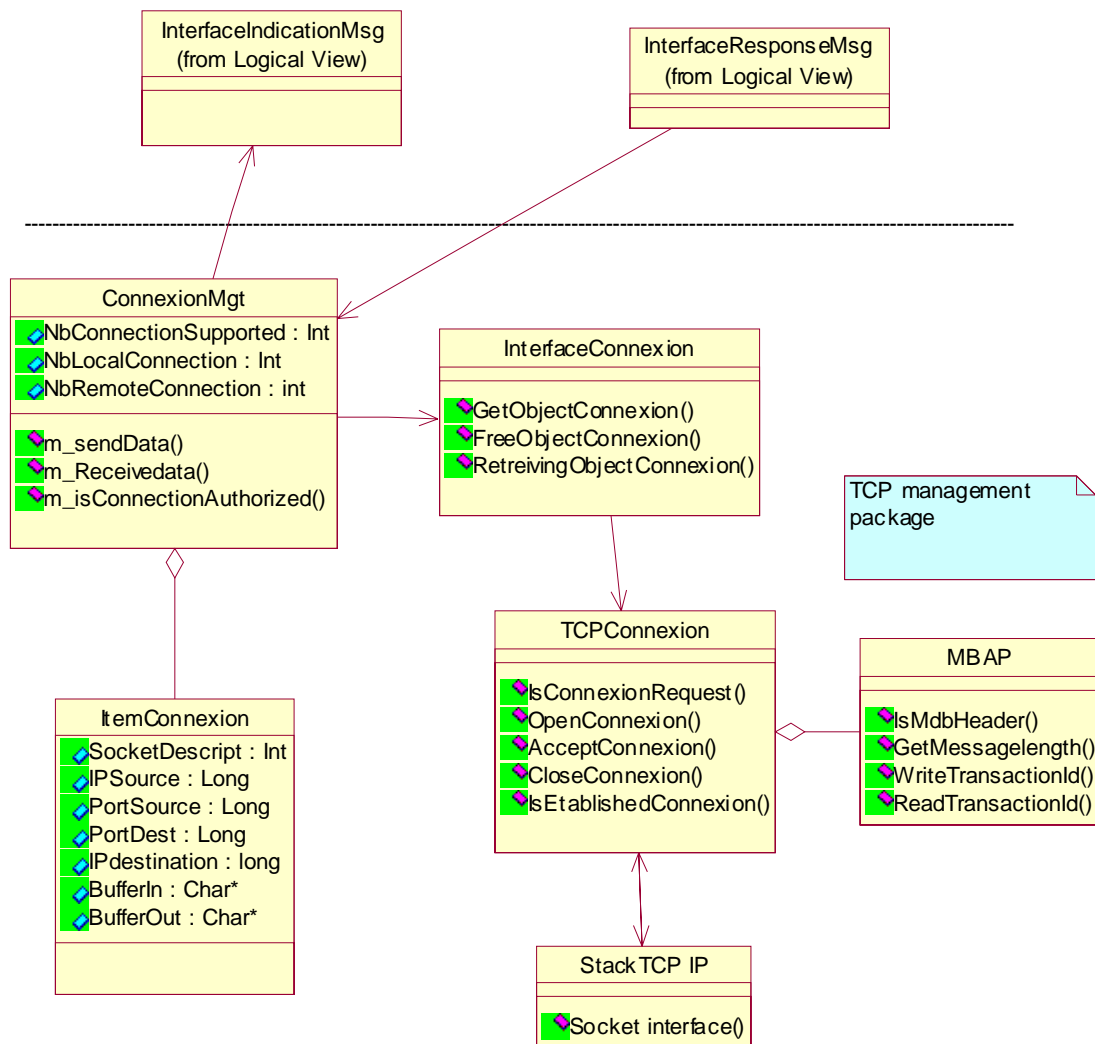 InterfaceIndicationMsg
(from Logical View)
InterfaceResponseMsg
(from Logical View)
ConnexionMgt
NbConnectionSupported : Int
NbLocalConnection : Int
NbRemoteConnection : int
m_sendData()
m_Receivedata()
m_isConnectionAuthorized()
InterfaceConnexion
GetObjectConnexion()
FreeObjectConnexion()
RetreivingObjectConnexion()
TCP management
package
TCPConnexion
IsConnexionRequest()
OpenConnexion()
AcceptConnexion()
CloseConnexion()
IsEtablishedConnexion()
MBAP
IsMdbHeader()
GetMessagelength()
WriteTransactionId()
ReadTransactionId()
ItemConnexion
SocketDescript : Int
IPSource : Long
PortSource : Long
PortDest : Long
IPdestination : long
BufferIn : Char*
BufferOut : Char*
StackTCP IP
Socket interface()